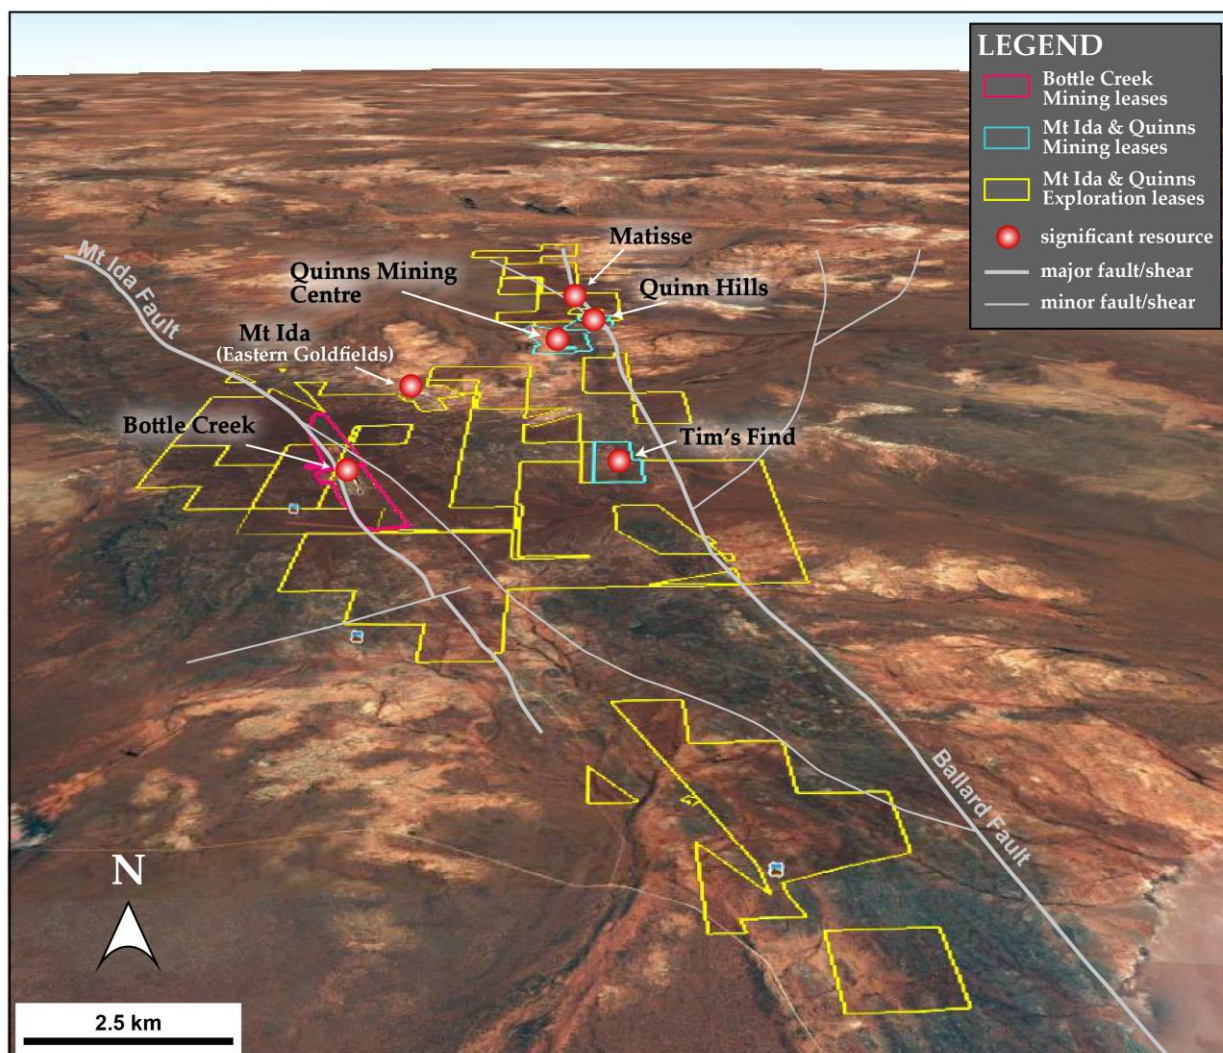 LEGEND
Bottle Creek
Mining leases
Mt Ida & Quinns
Mining leases
Mt Ida & Quinns
Exploration leases
significant resource
major fault/shear
minor fault/shear
Matisse
Quinns Mining
Centre
Quinn Hills
Mt Ida Fault
Mt Ida
(Eastern Goldfields)
Bottle Creek
Tim's Find
Ballard Fault
N
2.5 km